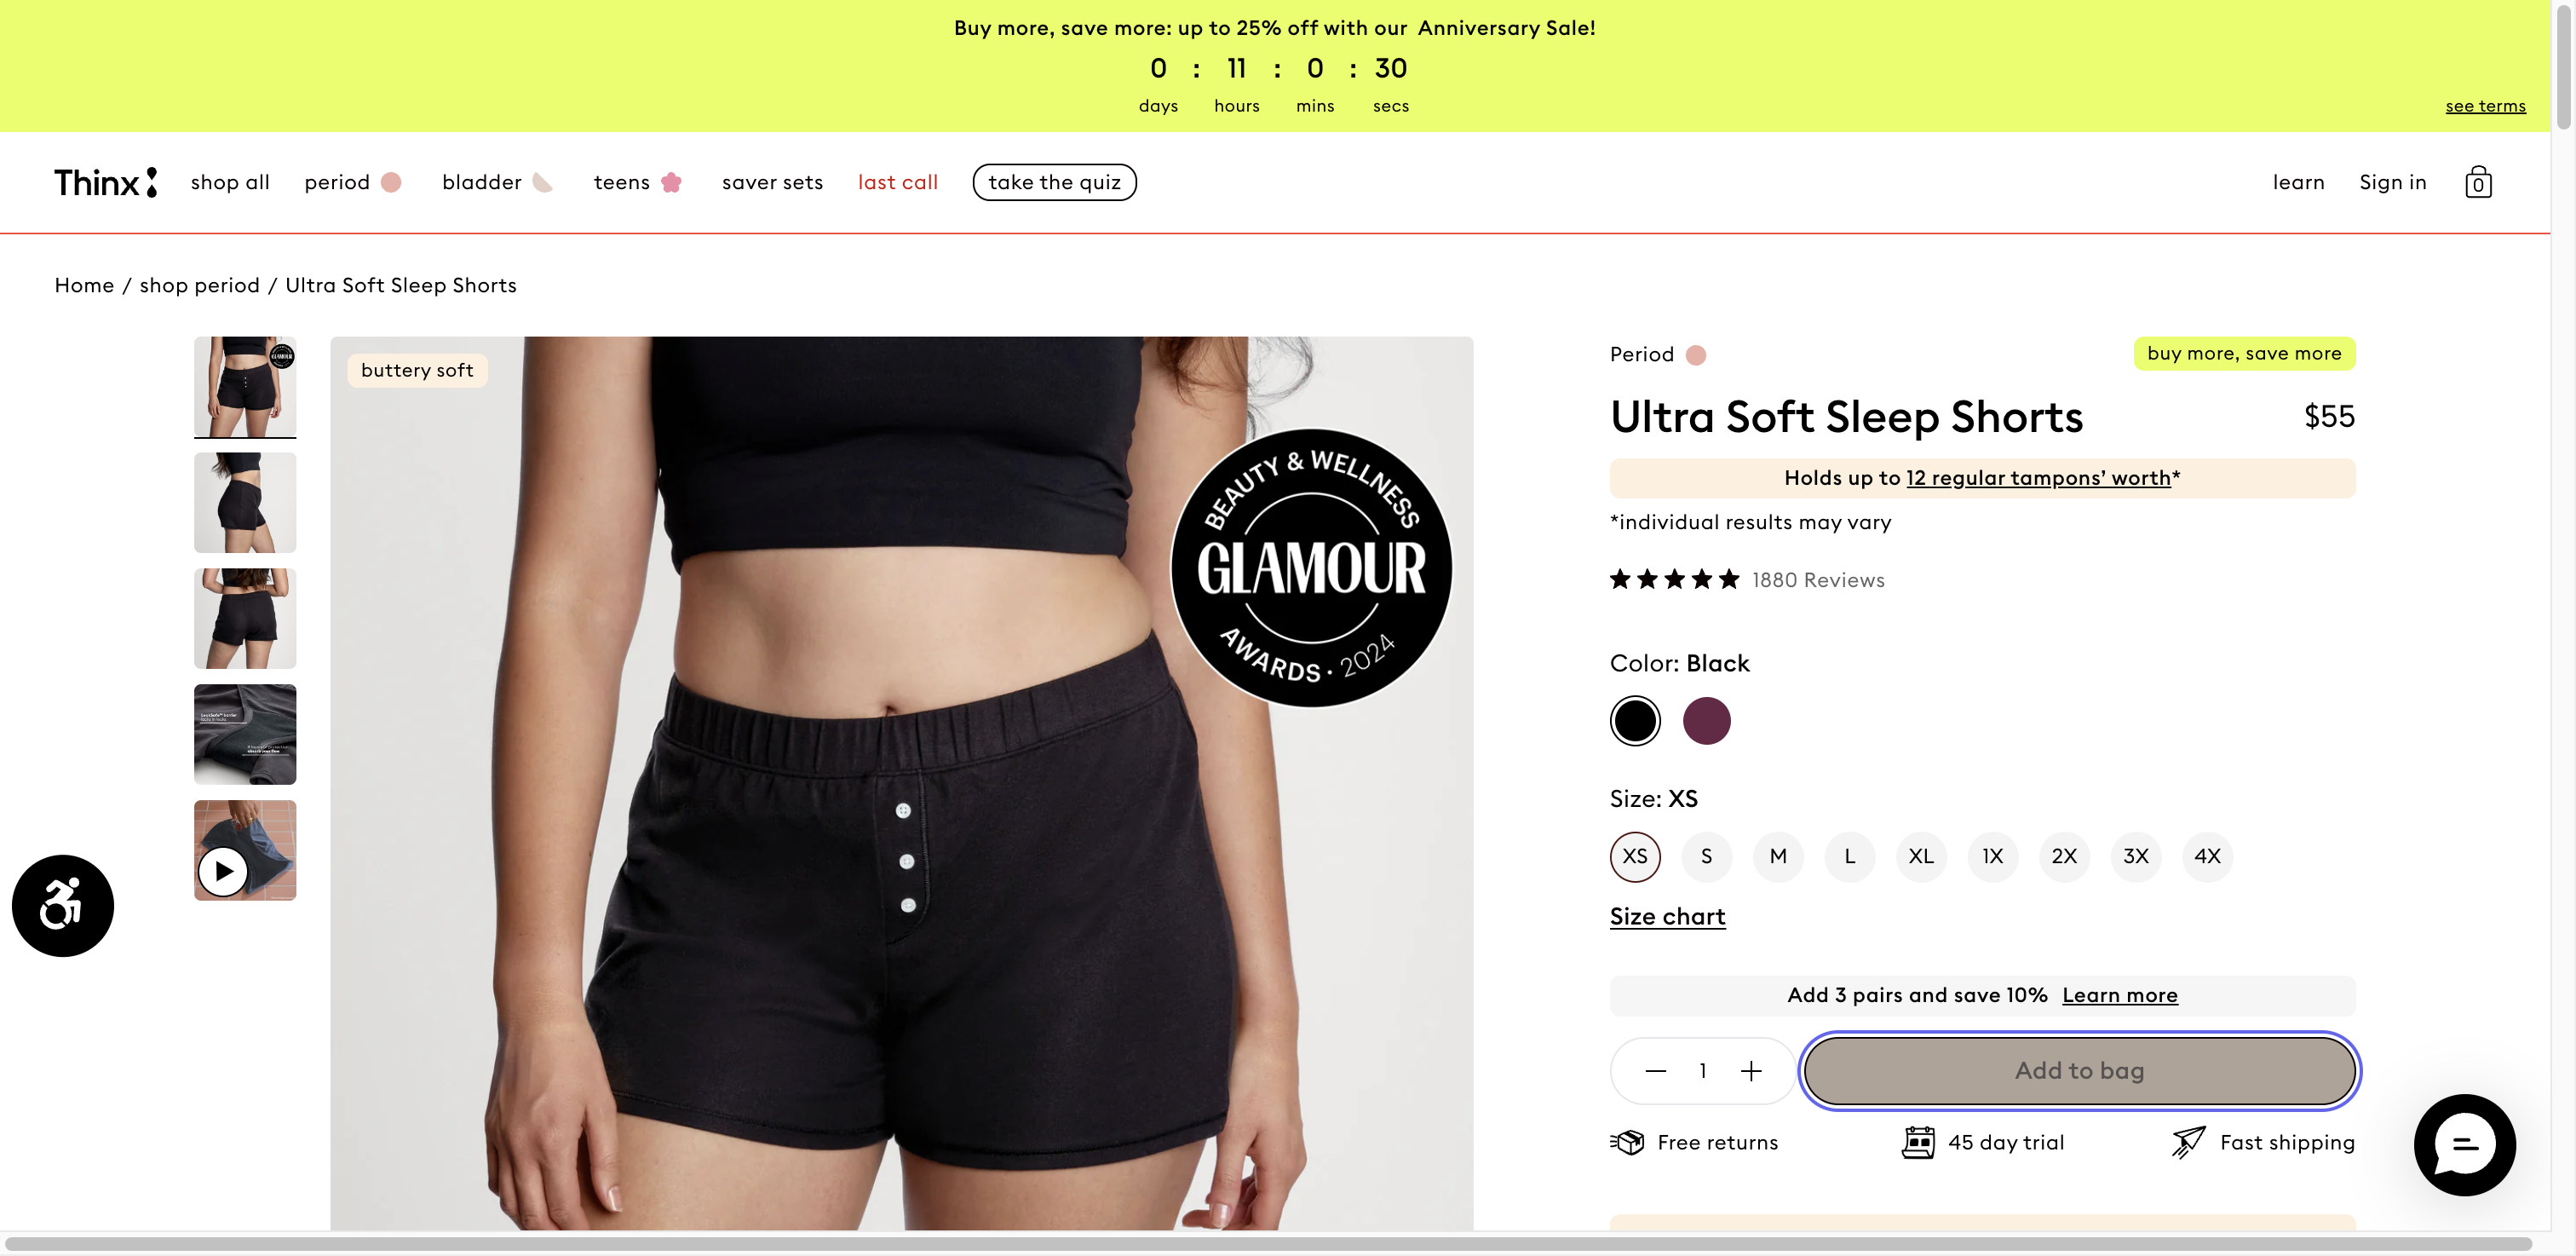 Buy more, save more: up to 25% off with our Anniversary Sale!
0 : 11 : 0 : 30
days hours mins secs
see terms
Thinx
shop all
period
bladder
teens
saver sets
last call
take the quiz
learn
Sign in
0
Home / shop period / Ultra Soft Sleep Shorts
buttery soft
BEAUTY & WELLNESS
GLAMOUR
AWARDS · 2024
GLAMOUR
Period
buy more, save more
Ultra Soft Sleep Shorts
$55
Holds up to 12 regular tampons’ worth*
*individual results may vary
1880 Reviews
Color: Black
Size: XS
XS S M L XL 1X 2X 3X 4X
Size chart
Add 3 pairs and save 10% Learn more
1
Add to bag
Free returns
45 day trial
Fast shipping